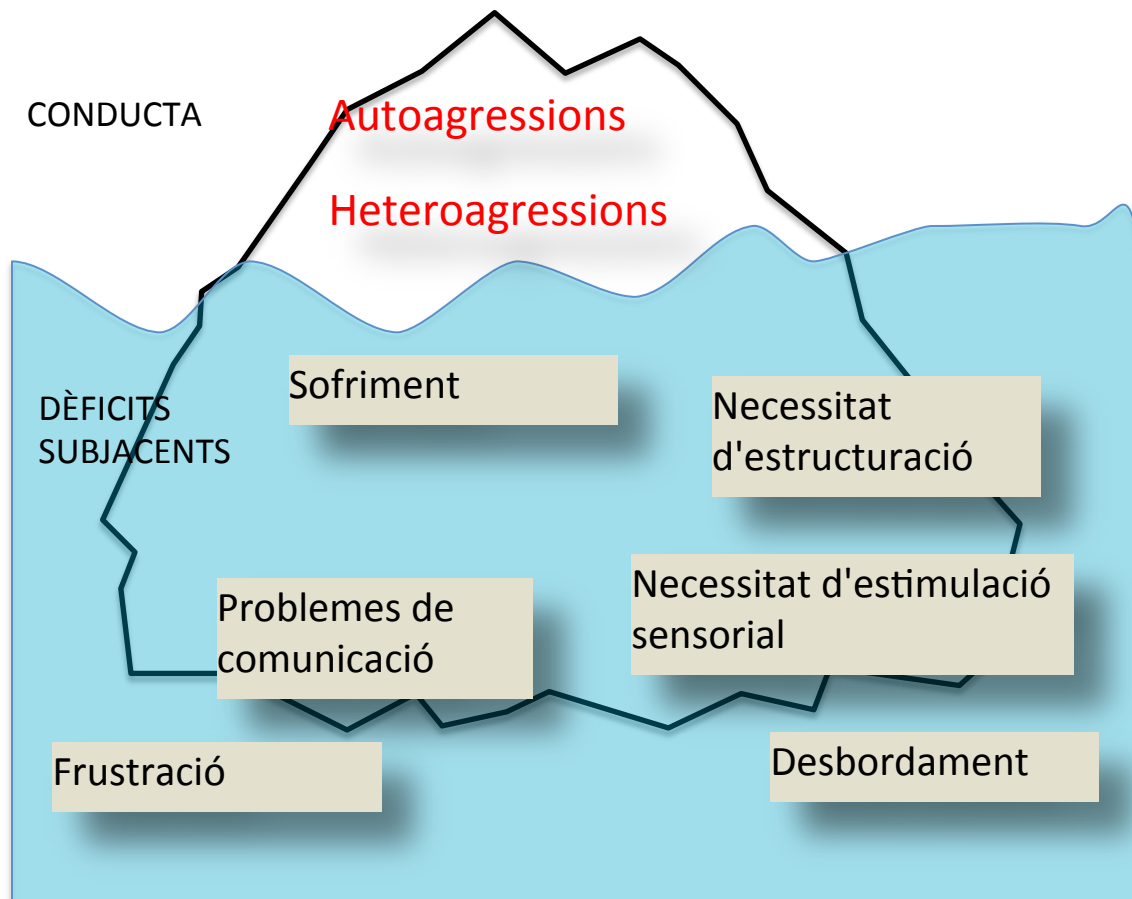 CONDUCTA
Autoagressions
Heteroagressions
DÈFICITS
SUBJACENTS
Sofriment
Necessitat
d'estructuració
Problemes de
comunicació
Necessitat d'estimulació
sensorial
Frustració
Desbordament